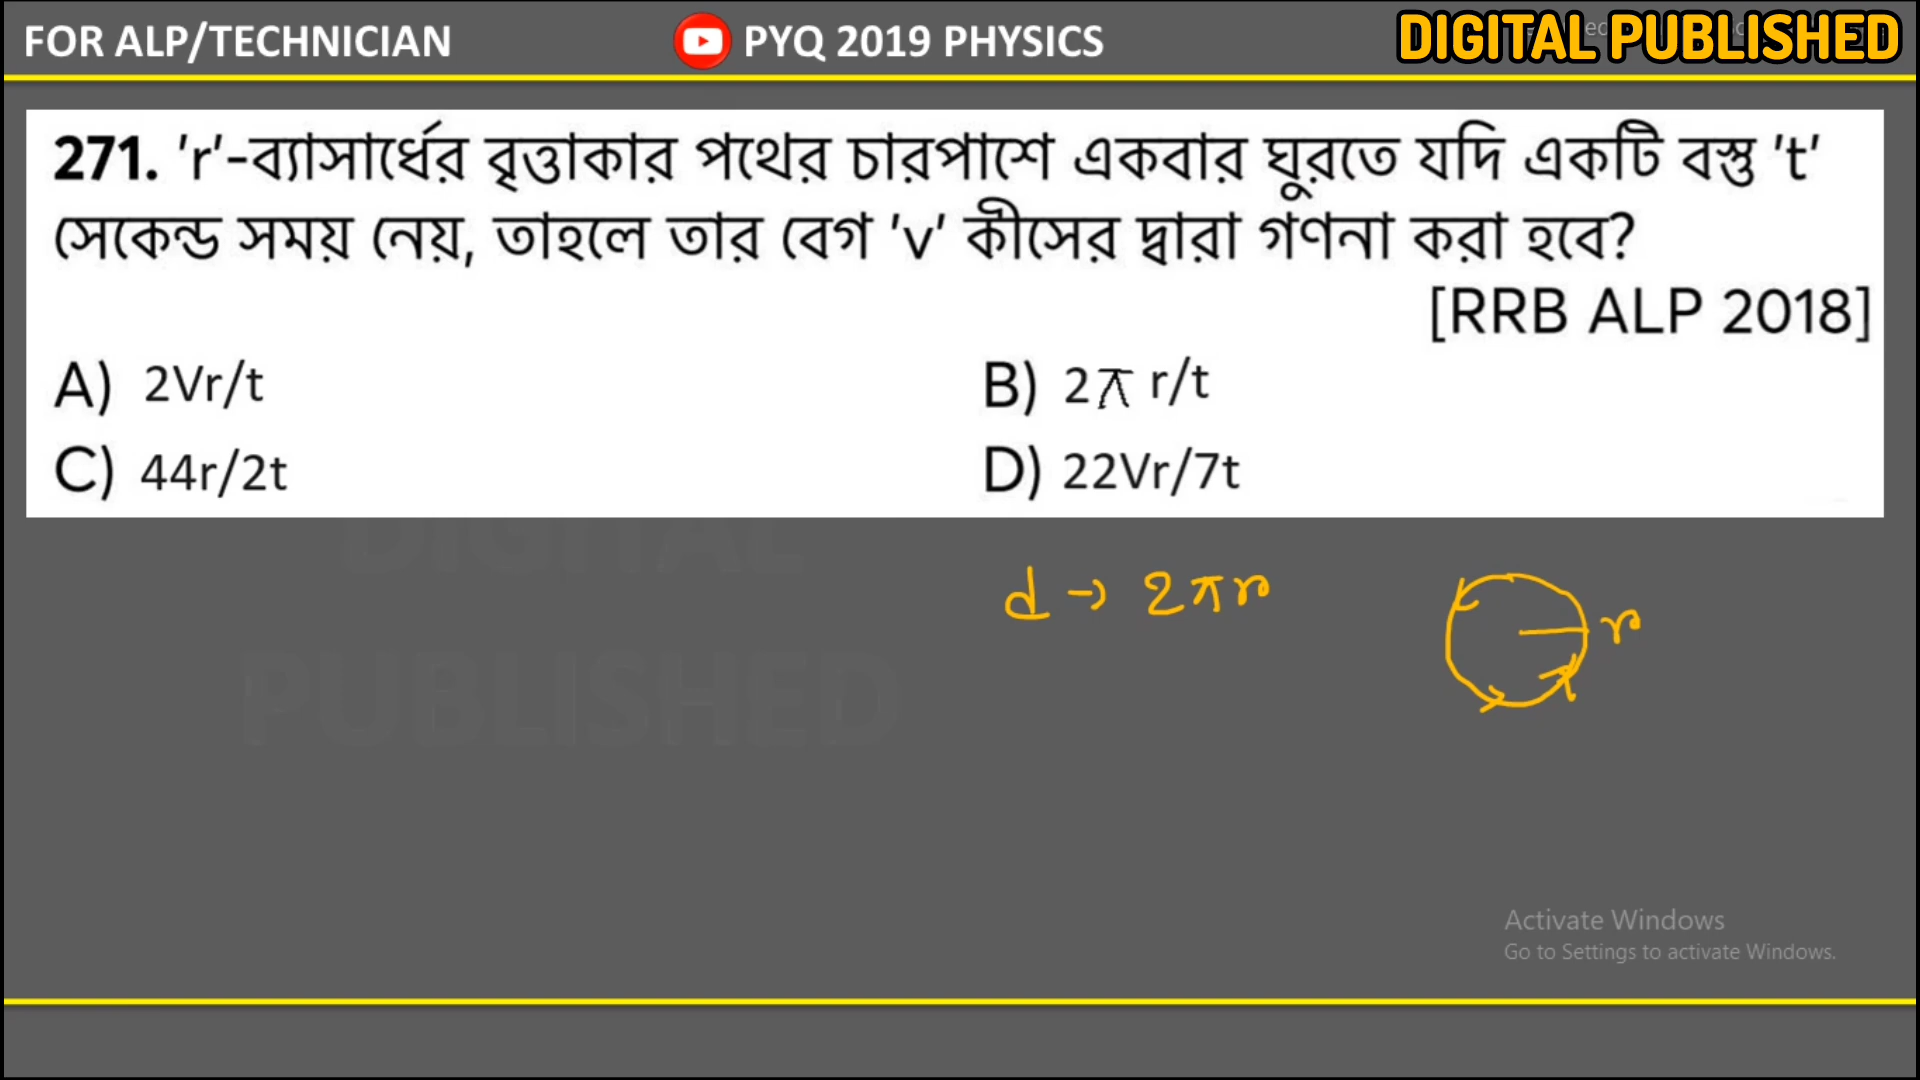 FOR ALP/TECHNICIAN
PYQ 2019 PHYSICS
DIGITAL PUBLISHED
271. 'r'-ব্যাসার্ধের বৃত্তাকার পথের চারপাশে একবার ঘুরতে যদি একটি বস্তু 't'
সেকেন্ড সময় নেয়, তাহলে তার বেগ 'v' কীসের দ্বারা গণনা করা হবে?
[RRB ALP 2018]
A) 2Vr/t
B) 2π r/t
C) 44r/2t
D) 22Vr/7t
DIGITAL
PUBLISHED
d → 2πr
r
Activate Windows
Go to Settings to activate Windows.